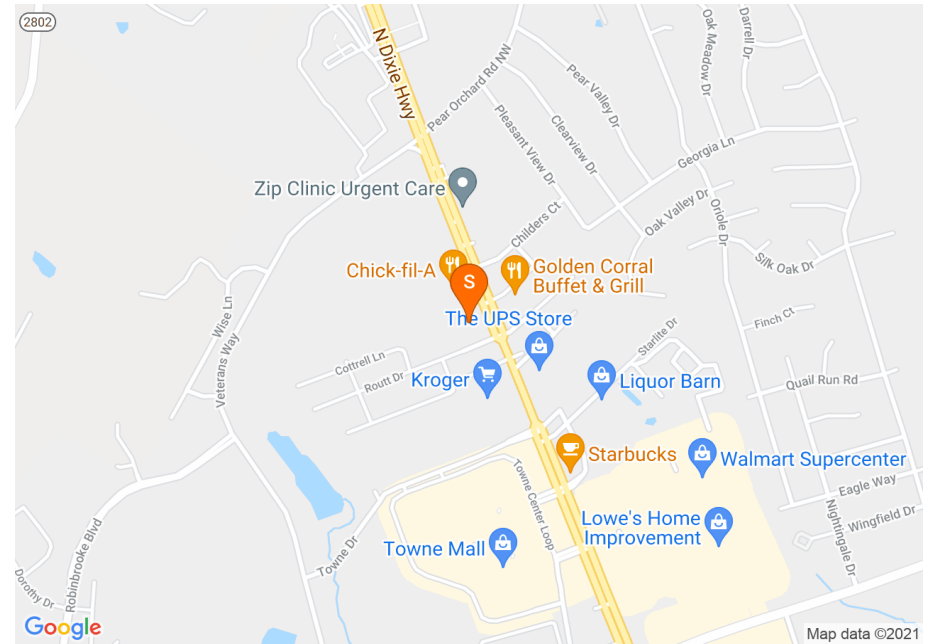 2802
N Dixie Hwy
Pear Orchard Rd NW
Pear Valley Dr
Oak Meadow Dr
Darrell Dr
Clearview Dr
Pleasant View Dr
Georgia Ln
Zip Clinic Urgent Care
Childers Ct
Oak Valley Dr
Oriole Dr
Chick-fil-A
S
Golden Corral
Buffet & Grill
Silk Oak Dr
Wise Ln
Veterans Way
The UPS Store
Finch Ct
Starlite Dr
Cottrell Ln
Routt Dr
Kroger
Liquor Barn
Quail Run Rd
Starbucks
Walmart Supercenter
Towne Center Loop
Eagle Way
Lowe's Home
Improvement
Wingfield Dr
Nightingale Dr
Towne Mall
Towne Dr
Robinbrooke Blvd
Dorothy Dr
Google
Map data ©2021